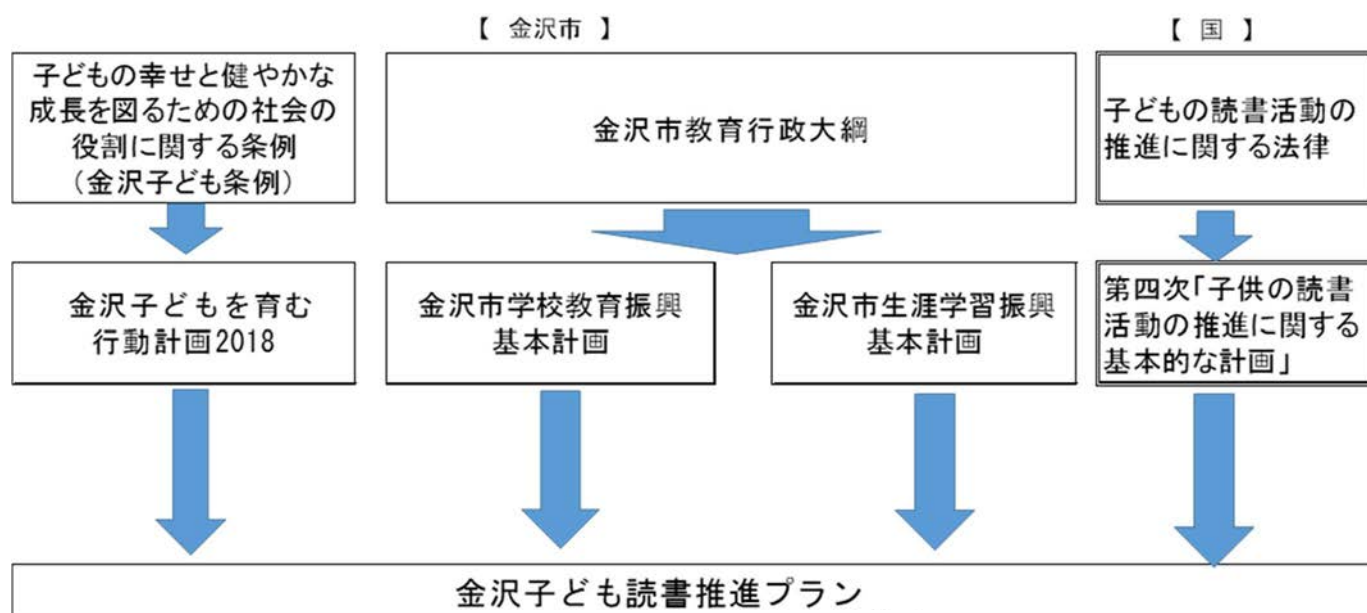 【 金沢市 】
【 国 】
子どもの幸せと健やかな
成長を図るための社会の
役割に関する条例
(金沢子ども条例)
金沢市教育行政大綱
子どもの読書活動の
推進に関する法律
金沢子どもを育む
行動計画2018
金沢市学校教育振興
基本計画
金沢市生涯学習振興
基本計画
第四次「子供の読書
活動の推進に関する
基本的な計画」
金沢子ども読書推進プラン